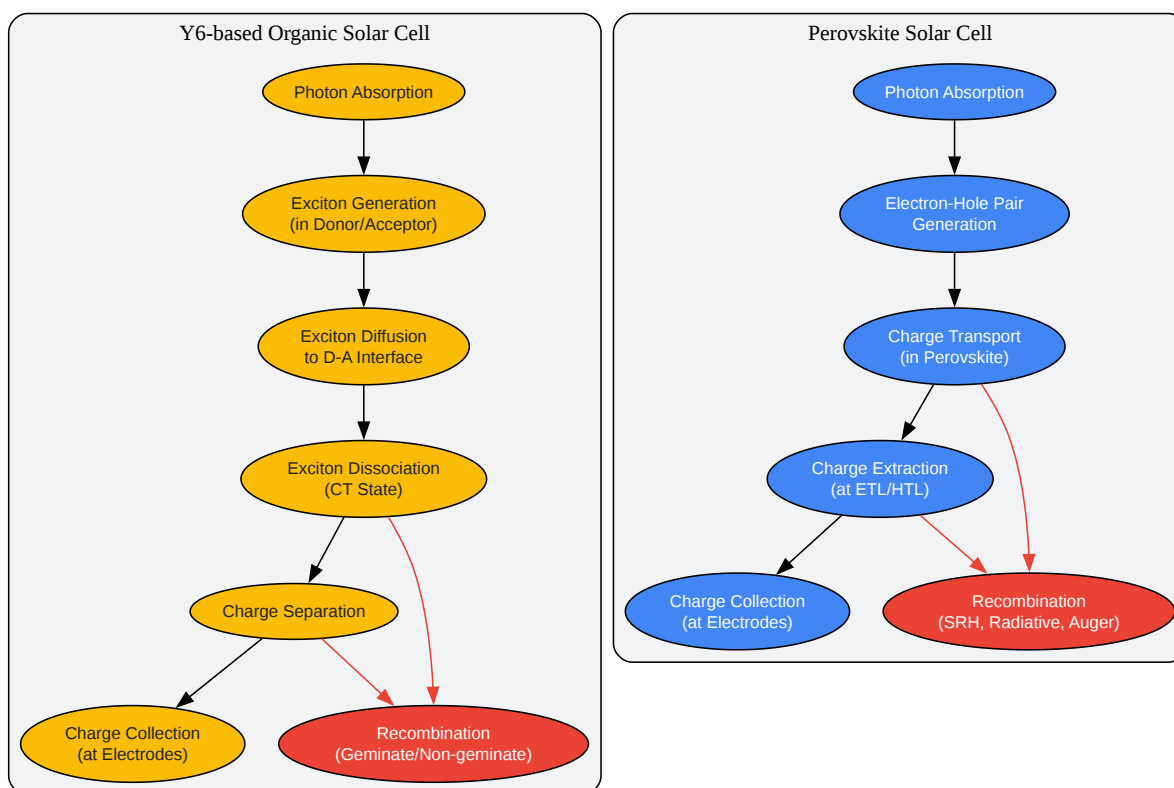 Y6-based Organic Solar Cell
Photon Absorption
Exciton Generation
(in Donor/Acceptor)
Exciton Diffusion
to D-A Interface
Exciton Dissociation
(CT State)
Charge Separation
Charge Collection
(at Electrodes)
Recombination
(Geminate/Non-geminate)
Perovskite Solar Cell
Photon Absorption
Electron-Hole Pair
Generation
Charge Transport
(in Perovskite)
Charge Extraction
(at ETL/HTL)
Charge Collection
(at Electrodes)
Recombination
(SRH, Radiative, Auger)